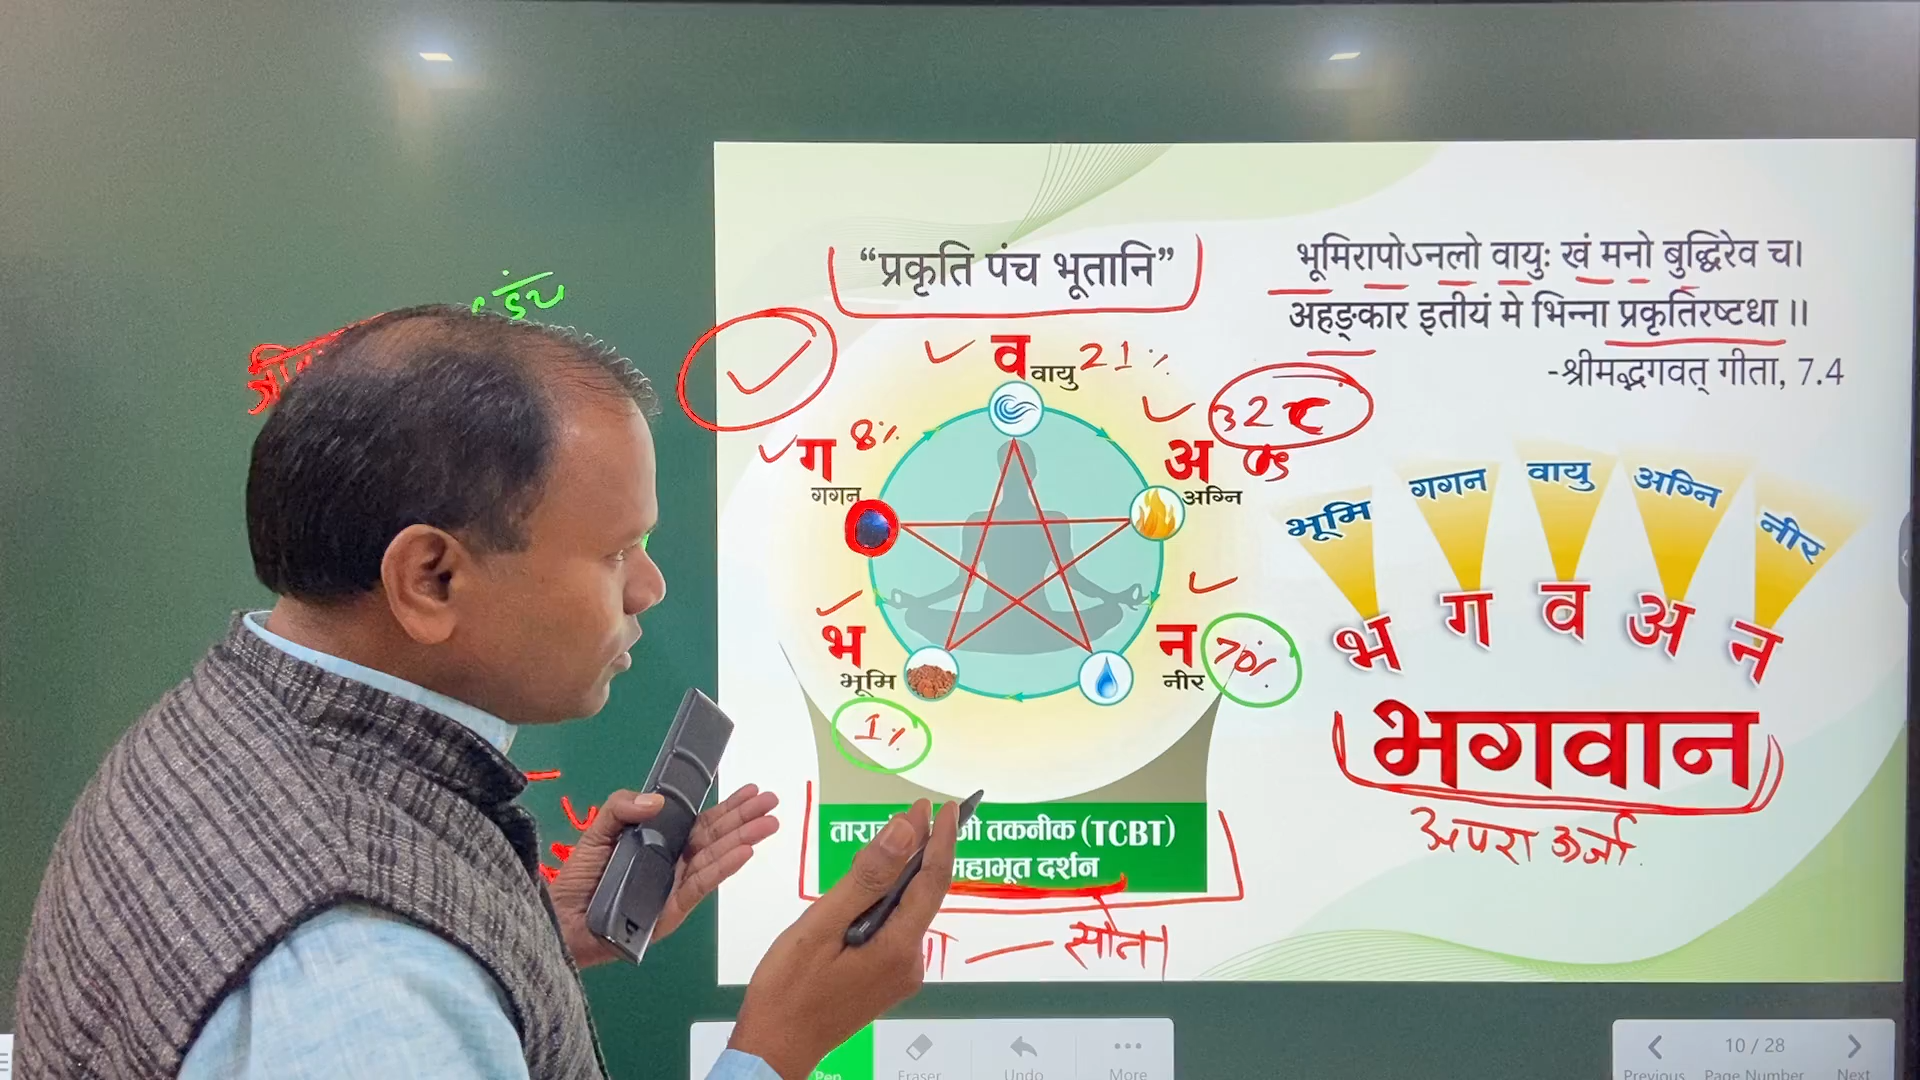 “प्रकृति पंच भूतानि”
भूमिरापोऽनलो वायुः खं मनो बुद्धिरेव च।
अहङ्कार इतीयं मे भिन्ना प्रकृतिरष्टधा ।।
-श्रीमद्भगवत् गीता, 7.4
व वायु 21%
ग 8%
गगन
अ
अग्नि
32
भ
भूमि
1%
न
नीर
70%
भूमि गगन वायु अग्नि नीर
भ ग व अ न
भगवान
अपरा ऊर्जा
तकनीक (TCBT)
महाभूत दर्शन
Pen
Eraser
Undo
More
10 / 28
Previous
Page Number
Next